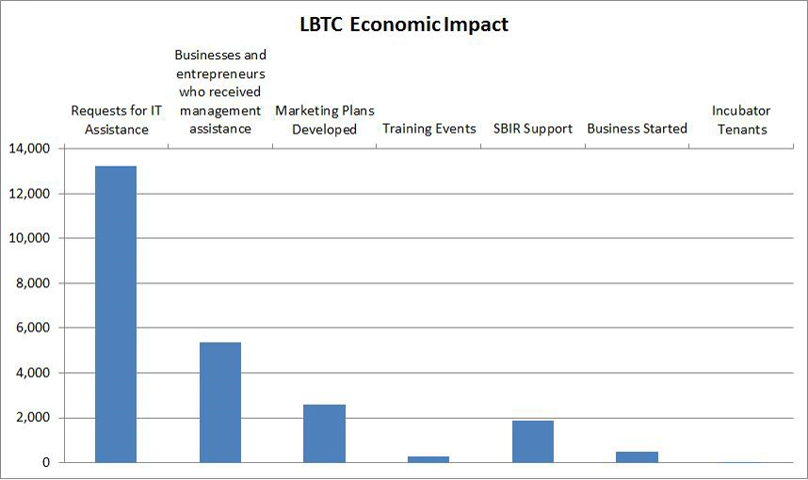 LBTC Economic Impact
Requests for IT
Assistance
Businesses and
entrepreneurs
who received
management
assistance
Marketing Plans
Developed
Training Events
SBIR Support
Business Started
Incubator
Tenants
14,000
12,000
10,000
8,000
6,000
4,000
2,000
0